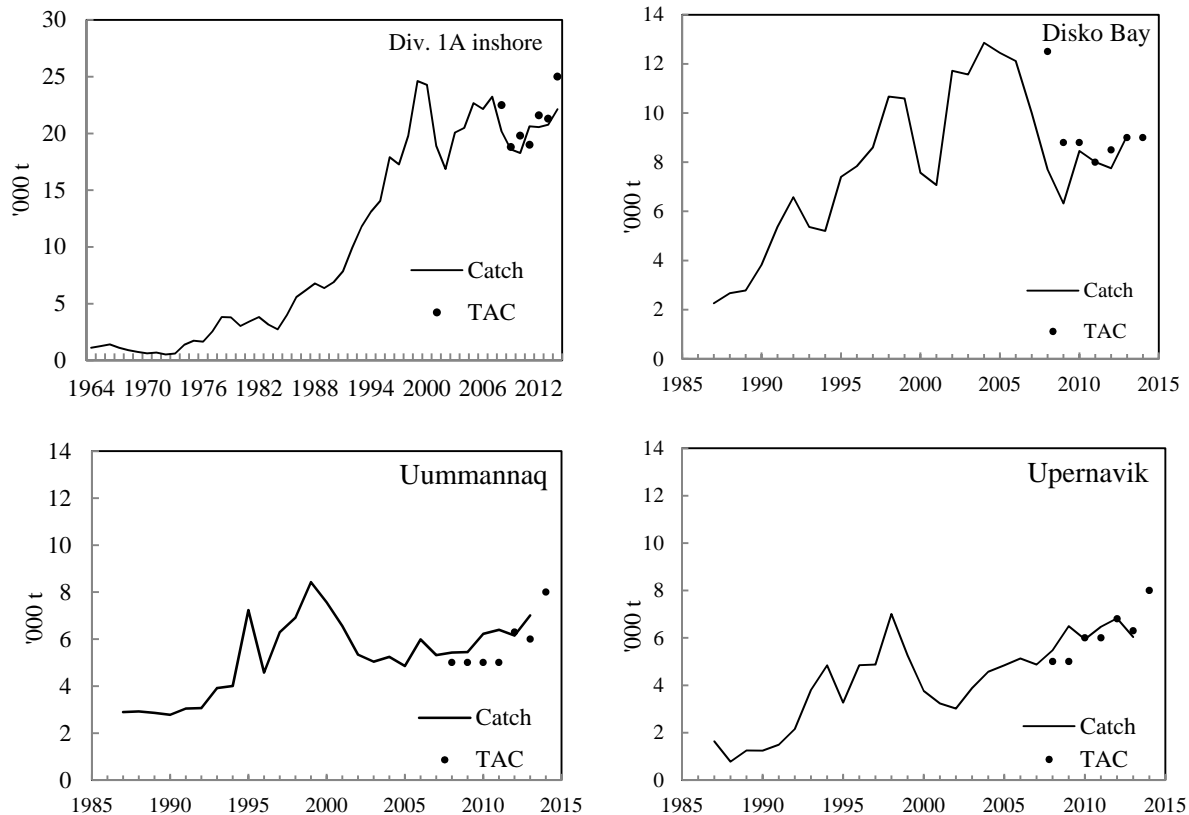 Div. 1A inshore
30
25
20
15
10
5
0
'000 t
Catch
TAC
1964 1970 1976 1982 1988 1994 2000 2006 2012
Disko Bay
14
12
10
8
6
4
2
0
'000 t
Catch
TAC
1985 1990 1995 2000 2005 2010 2015
Uummannaq
14
12
10
8
6
4
2
0
'000 t
Catch
TAC
1985 1990 1995 2000 2005 2010 2015
Upernavik
14
12
10
8
6
4
2
0
'000 t
Catch
TAC
1985 1990 1995 2000 2005 2010 2015